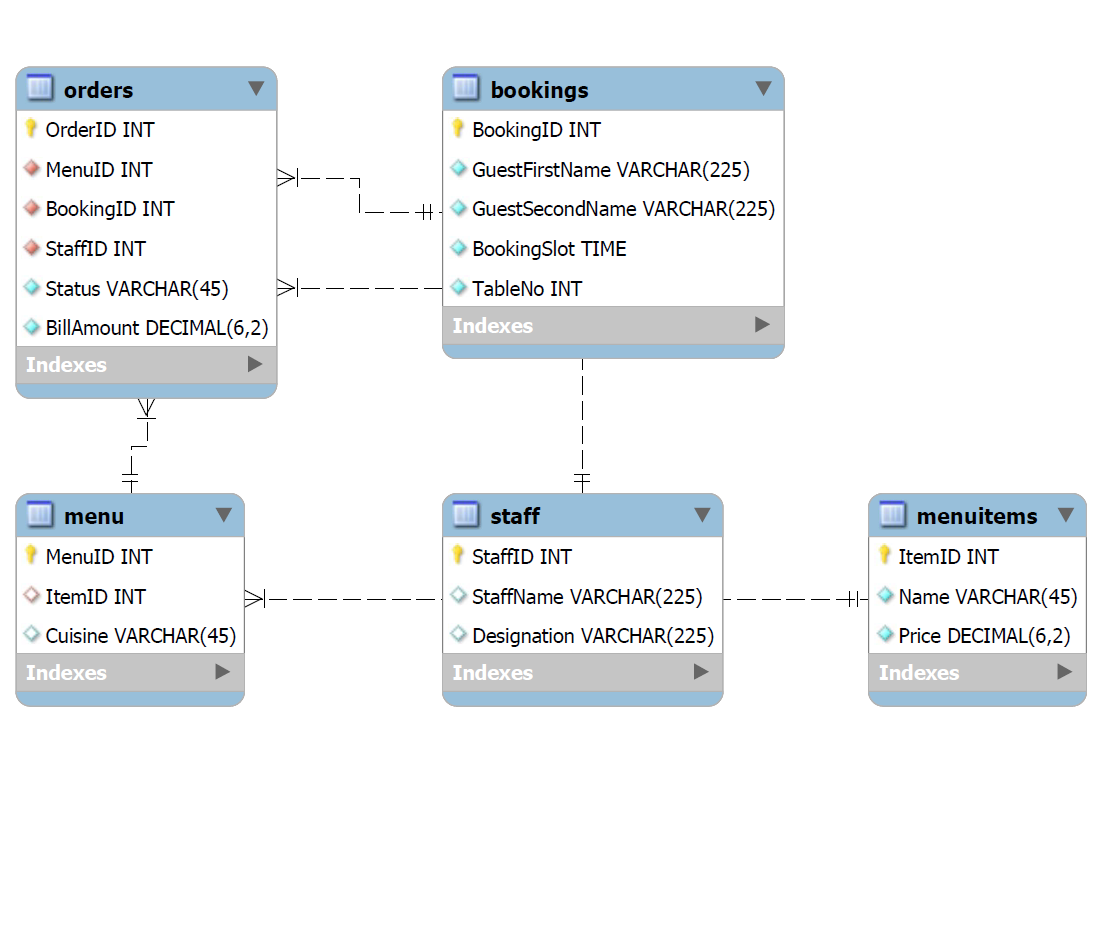 orders
OrderID INT
MenuID INT
BookingID INT
StaffID INT
Status VARCHAR(45)
BillAmount DECIMAL(6,2)
Indexes
bookings
BookingID INT
GuestFirstName VARCHAR(225)
GuestSecondName VARCHAR(225)
BookingSlot TIME
TableNo INT
Indexes
menu
MenuID INT
ItemID INT
Cuisine VARCHAR(45)
Indexes
staff
StaffID INT
StaffName VARCHAR(225)
Designation VARCHAR(225)
Indexes
menuitems
ItemID INT
Name VARCHAR(45)
Price DECIMAL(6,2)
Indexes